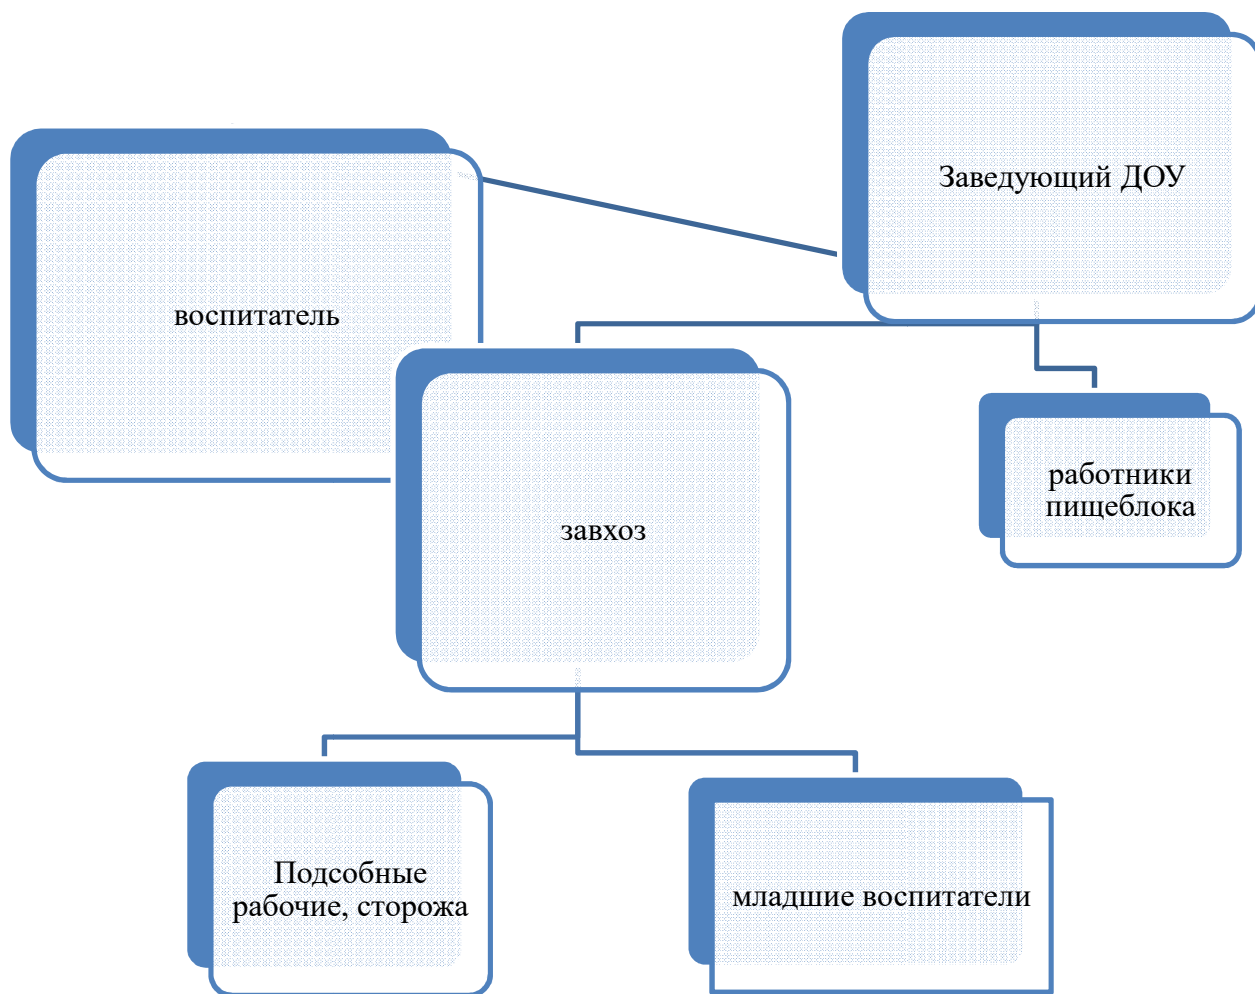 Заведующий ДОУ
воспитатель
работники
пищеблока
завхоз
Подсобные
рабочие, сторожа
младшие воспитатели